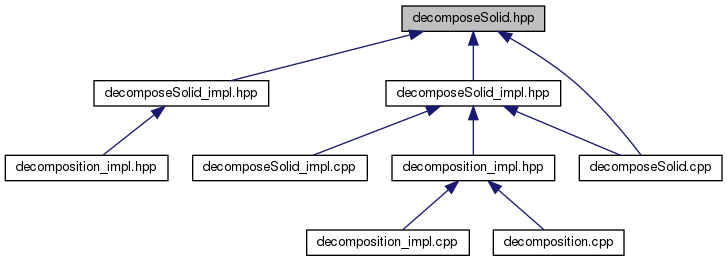 decomposeSolid.hpp
decomposeSolid_impl.hpp
decomposeSolid_impl.hpp
decomposition_impl.hpp
decomposeSolid_impl.cpp
decomposition_impl.hpp
decomposeSolid.cpp
decomposition_impl.cpp
decomposition.cpp